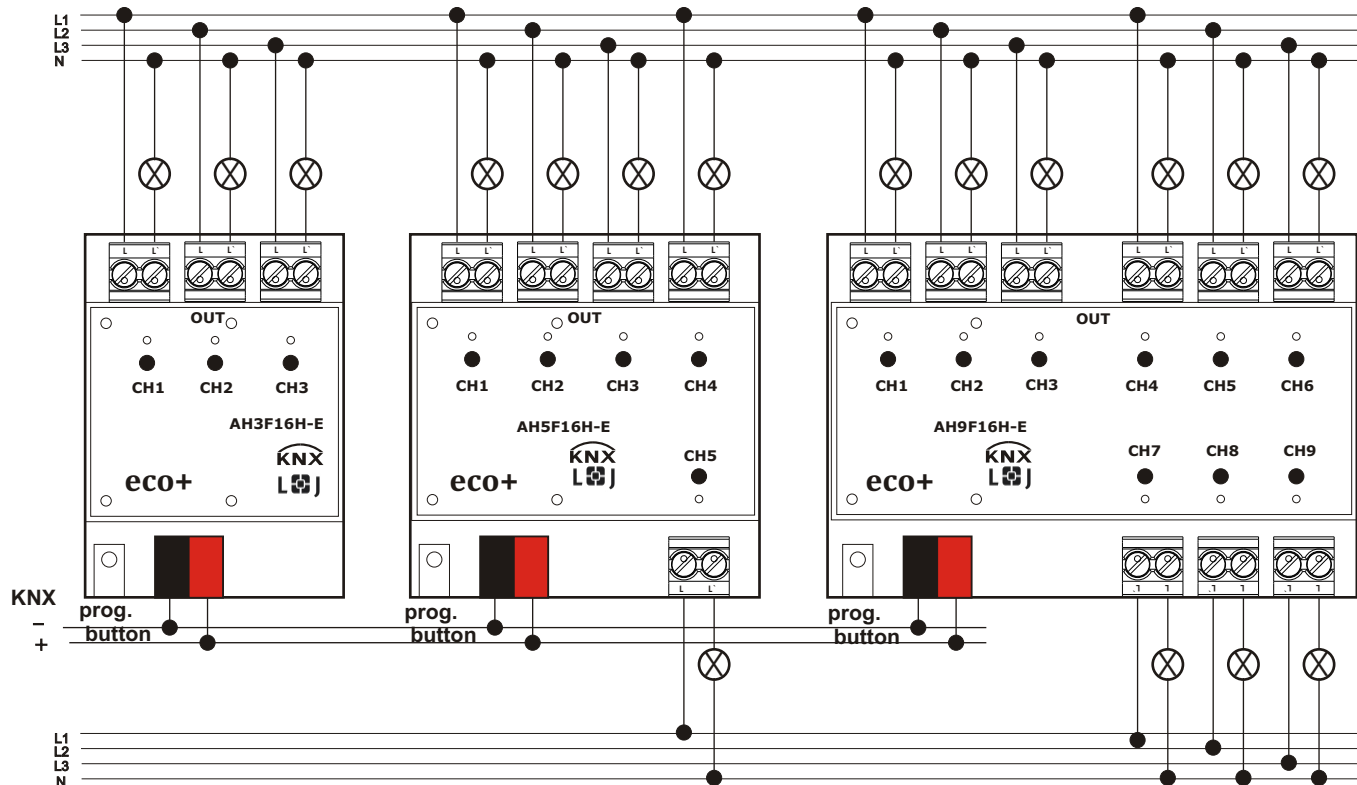 L1
L2
L3
N
L L` L L` L L`
L L` L L` L L` L L`
L L` L L` L L` L L` L L` L L`
OUT
CH1 CH2 CH3
AH3F16H-E
KNX
eco+
L J
OUT
CH1 CH2 CH3 CH4
AH5F16H-E
KNX
CH5
eco+
L J
OUT
CH1 CH2 CH3 CH4 CH5 CH6
AH9F16H-E
KNX
CH7 CH8 CH9
eco+
L J
L L`
L` L L` L L` L
KNX
–
+
prog.
button
prog.
button
prog.
button
L1
L2
L3
N